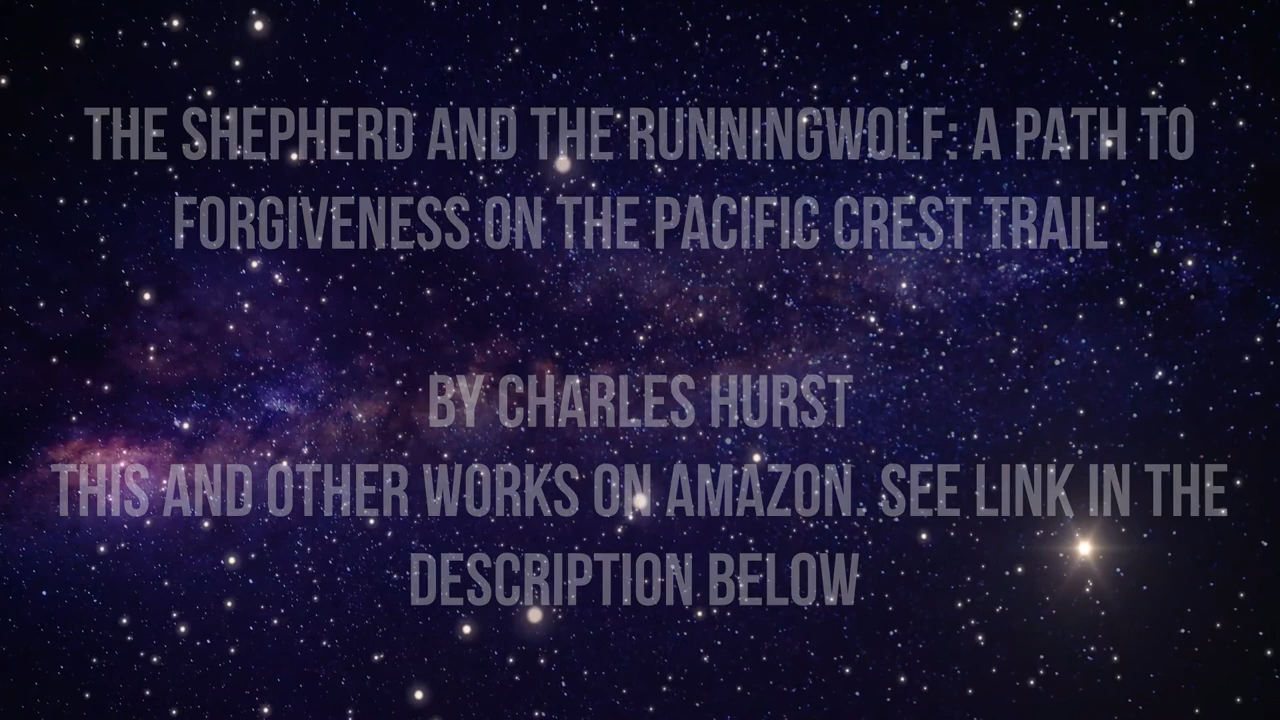 THE SHEPHERD AND THE RUNNINGWOLF: A PATH TO
FORGIVENESS ON THE PACIFIC CREST TRAIL
BY CHARLES HURST
THIS AND OTHER WORKS ON AMAZON. SEE LINK IN THE
DESCRIPTION BELOW